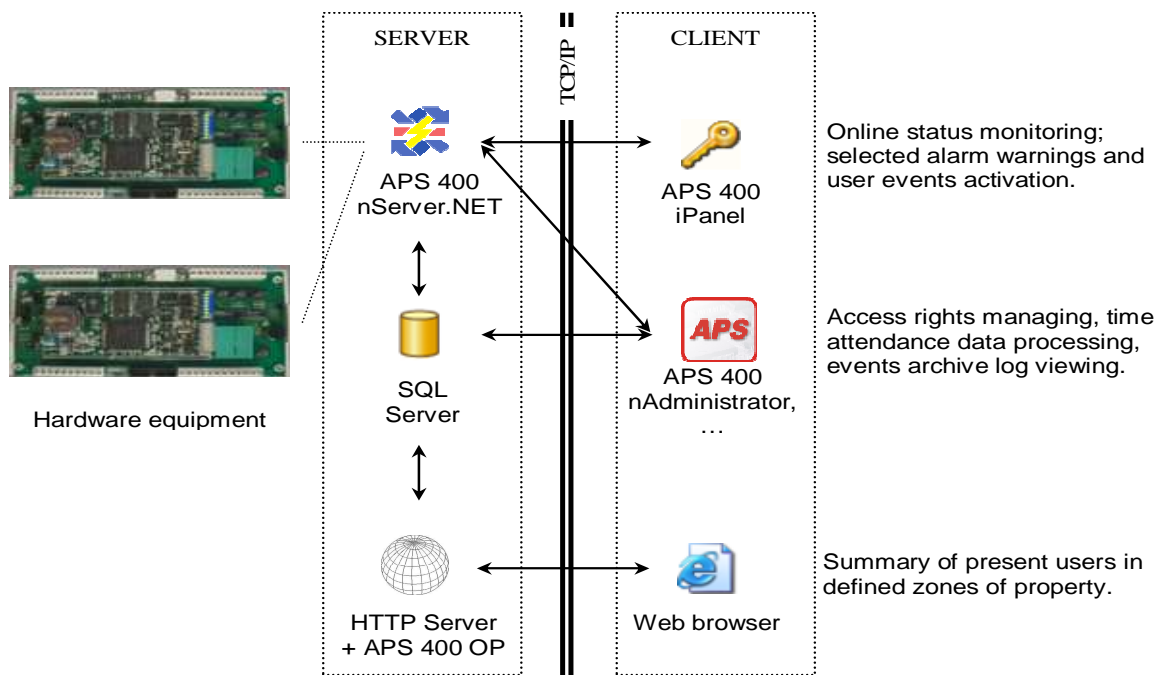 SERVER
CLIENT
TCP/IP
APS 400
nServer.NET
APS 400
iPanel
Online status monitoring;
selected alarm warnings and
user events activation.
Hardware equipment
SQL
Server
APS
APS 400
nAdministrator,
…
Access rights managing, time
attendance data processing,
events archive log viewing.
HTTP Server
+ APS 400 OP
Web browser
Summary of present users in
defined zones of property.